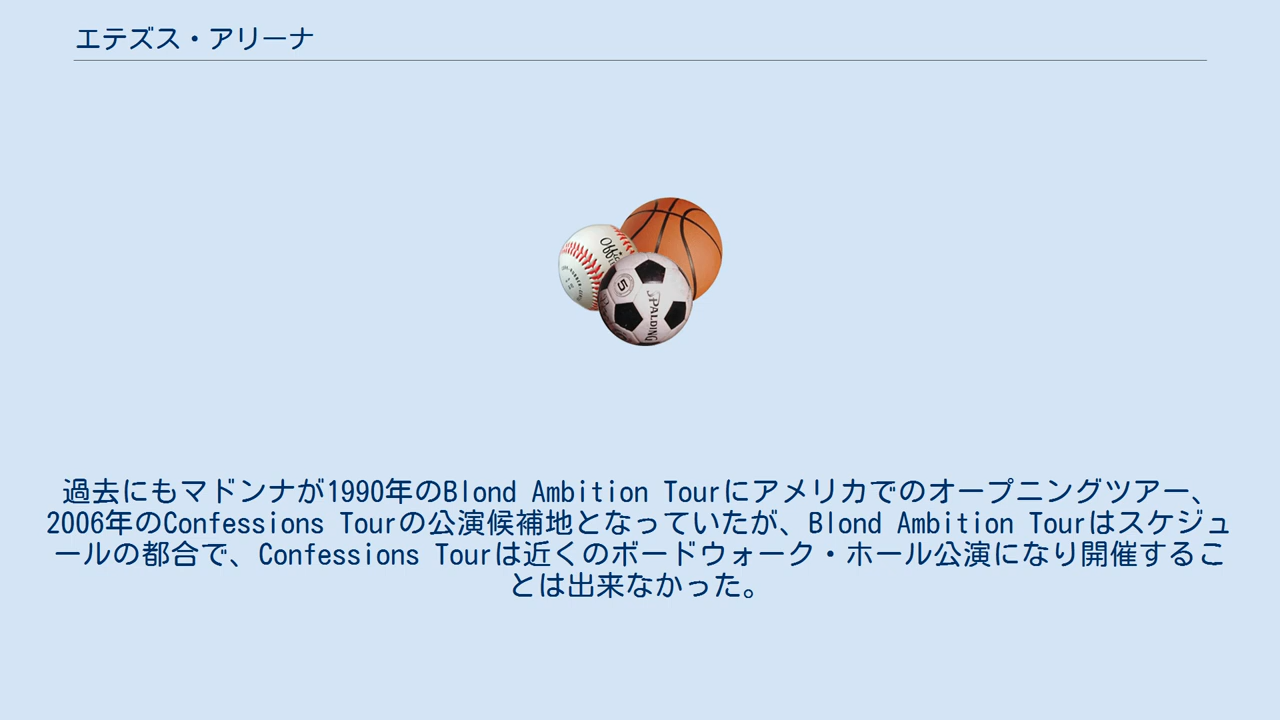 エテズス・アリーナ
Offic
5
SPALDING
過去にもマドンナが1990年のBlond Ambition Tourにアメリカでのオープニングツアー、
2006年のConfessions Tourの公演候補地となっていたが、Blond Ambition Tourはスケジュ
ールの都合で、Confessions Tourは近くのボードウォーク・ホール公演になり開催するこ
とは出来なかった。